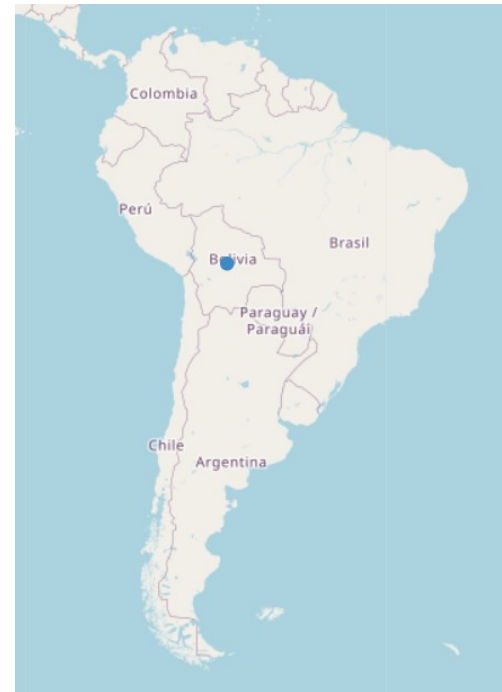 Colombia
Perú
Bolivia
Brasil
Paraguay /
Paraguái
Chile
Argentina